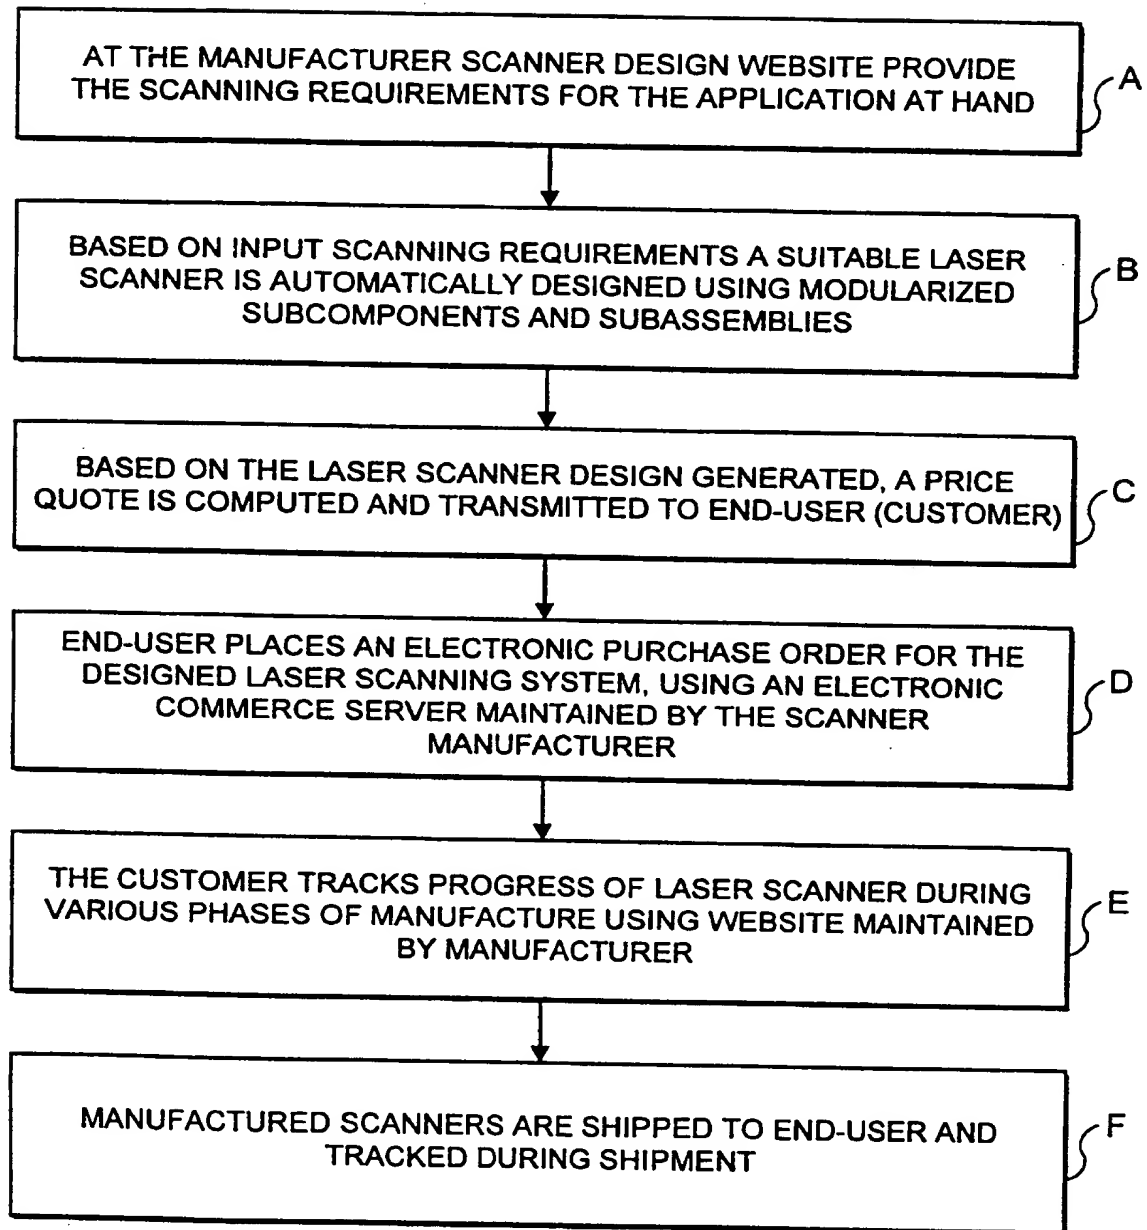 AT THE MANUFACTURER SCANNER DESIGN WEBSITE PROVIDE
THE SCANNING REQUIREMENTS FOR THE APPLICATION AT HAND
A
BASED ON INPUT SCANNING REQUIREMENTS A SUITABLE LASER
SCANNER IS AUTOMATICALLY DESIGNED USING MODULARIZED
SUBCOMPONENTS AND SUBASSEMBLIES
B
BASED ON THE LASER SCANNER DESIGN GENERATED, A PRICE
QUOTE IS COMPUTED AND TRANSMITTED TO END-USER (CUSTOMER)
C
END-USER PLACES AN ELECTRONIC PURCHASE ORDER FOR THE
DESIGNED LASER SCANNING SYSTEM, USING AN ELECTRONIC
COMMERCE SERVER MAINTAINED BY THE SCANNER
MANUFACTURER
D
THE CUSTOMER TRACKS PROGRESS OF LASER SCANNER DURING
VARIOUS PHASES OF MANUFACTURE USING WEBSITE MAINTAINED
BY MANUFACTURER
E
MANUFACTURED SCANNERS ARE SHIPPED TO END-USER AND
TRACKED DURING SHIPMENT
F